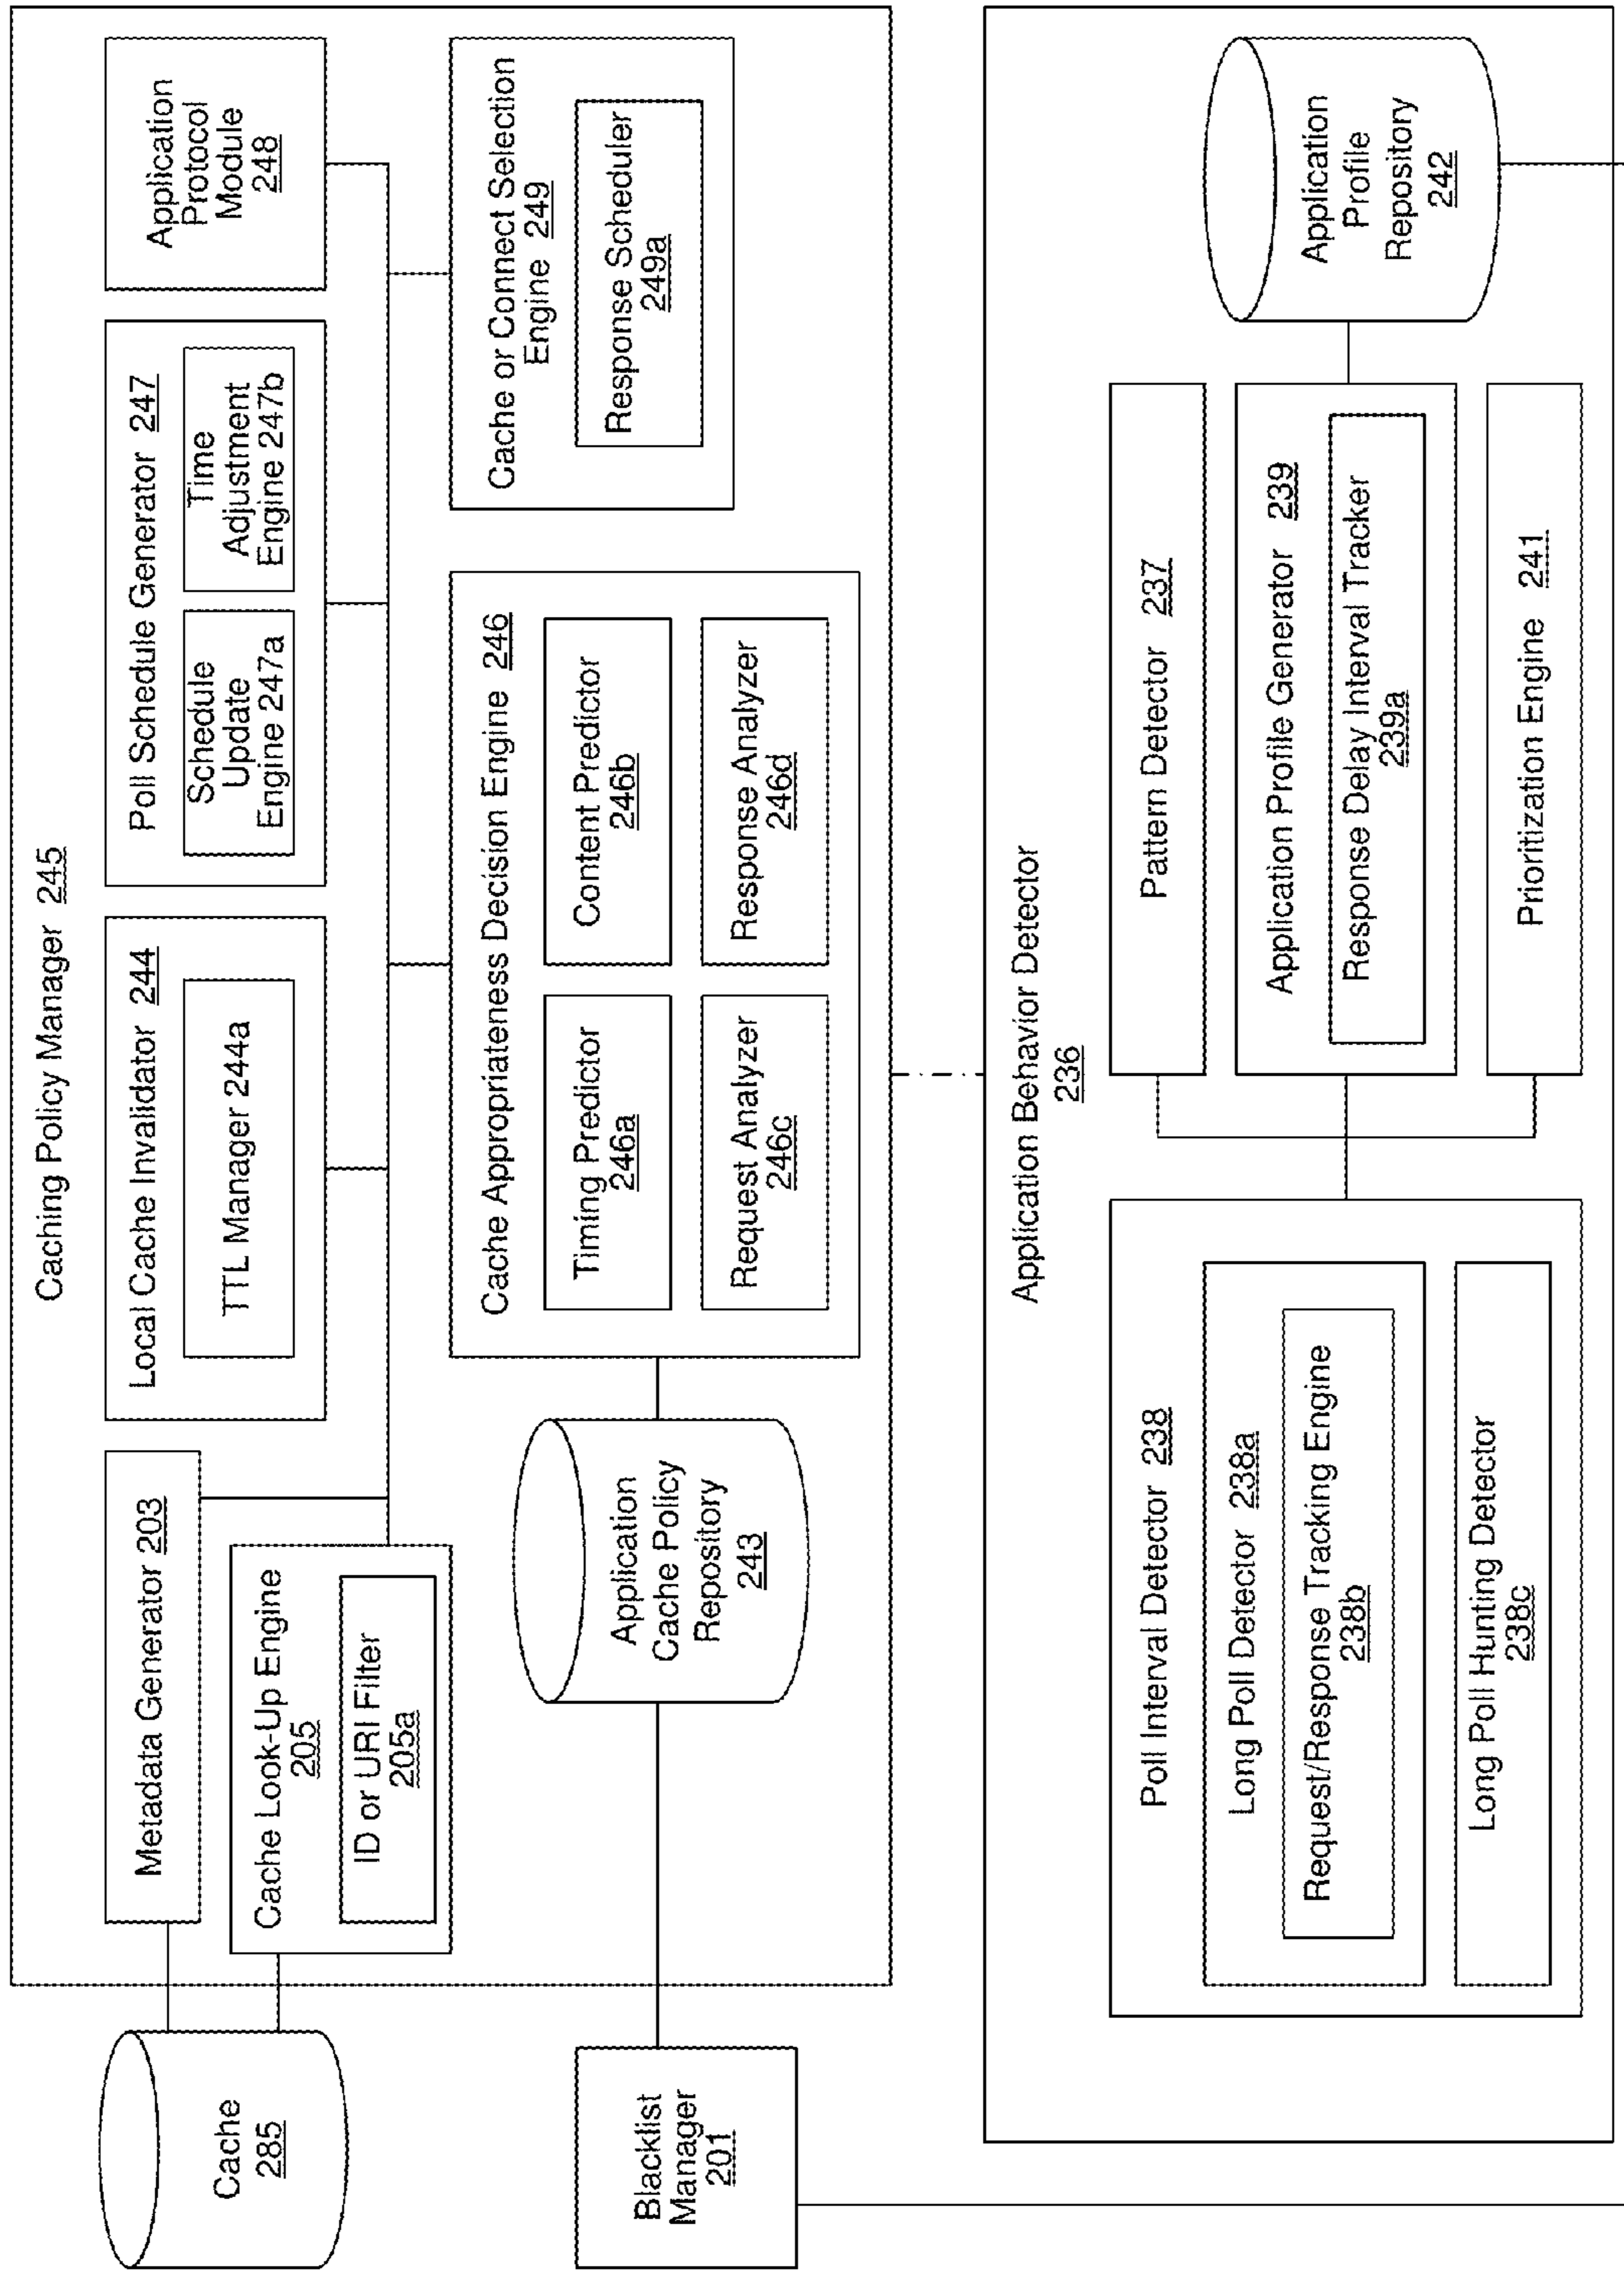 Caching Policy Manager 245
Metadata Generator 203
Cache Look-Up Engine
205
ID or URI Filter
205a
Local Cache Invalidator 244
TTL Manager 244a
Poll Schedule Generator 247
Schedule
Update
Engine 247a
Time
Adjustment
Engine 247b
Application
Protocol
Module
248
Cache
285
Blacklist
Manager
201
Application
Cache Policy
Repository
243
Cache Appropriateness Decision Engine 246
Timing Predictor
246a
Content Predictor
246b
Request Analyzer
246c
Response Analyzer
246d
Cache or Connect Selection
Engine 249
Response Scheduler
249a
Application Behavior Detector
236
Poll Interval Detector 238
Long Poll Detector 238a
Request/Response Tracking Engine
238b
Long Poll Hunting Detector
238c
Pattern Detector 237
Application Profile Generator 239
Response Delay Interval Tracker
239a
Prioritization Engine 241
Application
Profile
Repository
242